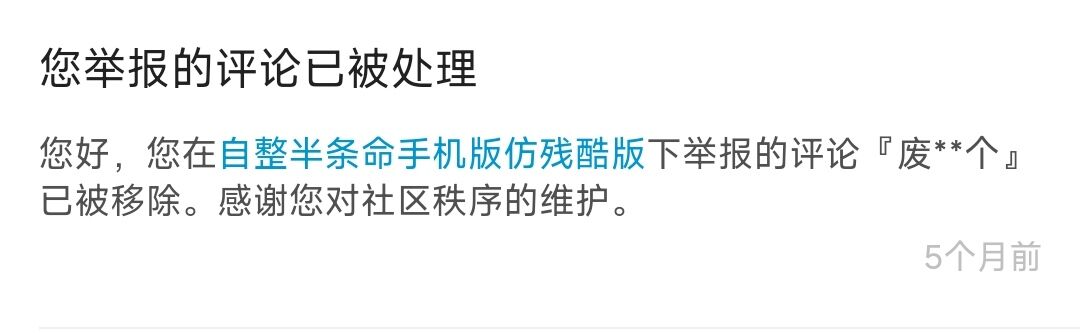 您举报的评论已被处理
您好，您在自整半条命手机版仿残酷版下举报的评论『废**个』
已被移除。感谢您对社区秩序的维护。
5个月前